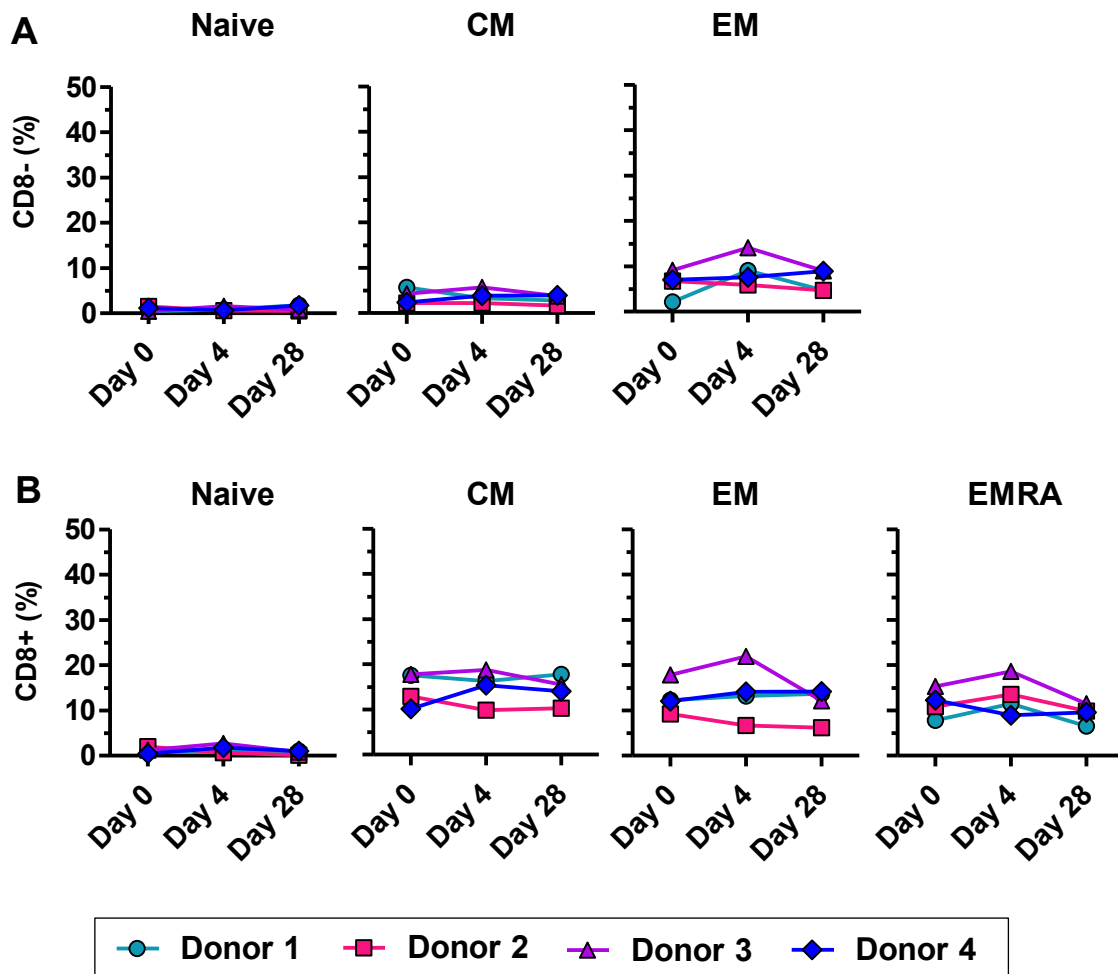 A
Naive CM EM
CD8- (%)
50
40
30
20
10
0
Day 0 Day 4 Day 28 Day 0 Day 4 Day 28 Day 0 Day 4 Day 28
B
Naive CM EM EMRA
CD8+ (%)
50
40
30
20
10
0
Day 0 Day 4 Day 28 Day 0 Day 4 Day 28 Day 0 Day 4 Day 28 Day 0 Day 4 Day 28
Donor 1 Donor 2 Donor 3 Donor 4